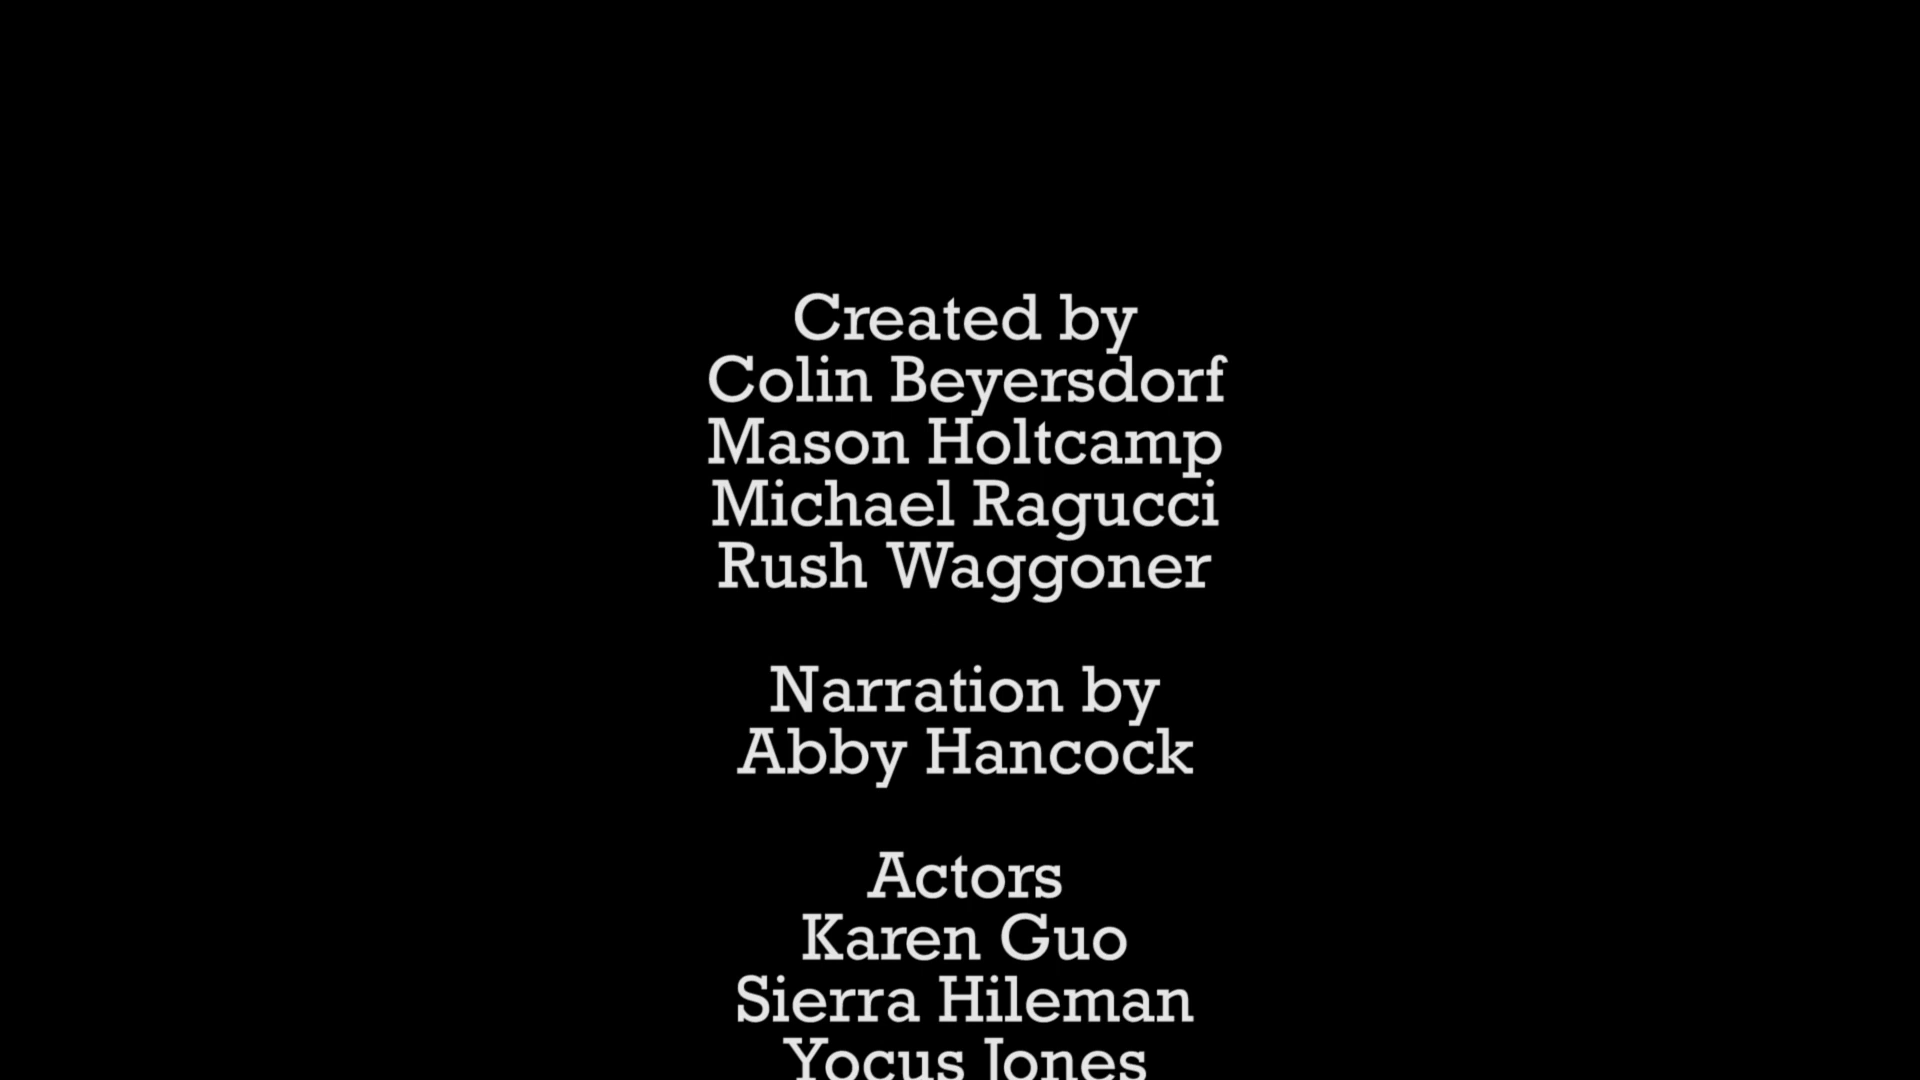 Created by
Colin Beyersdorf
Mason Holtcamp
Michael Ragucci
Rush Waggoner
Narration by
Abby Hancock
Actors
Karen Guo
Sierra Hileman
Yocus Jones